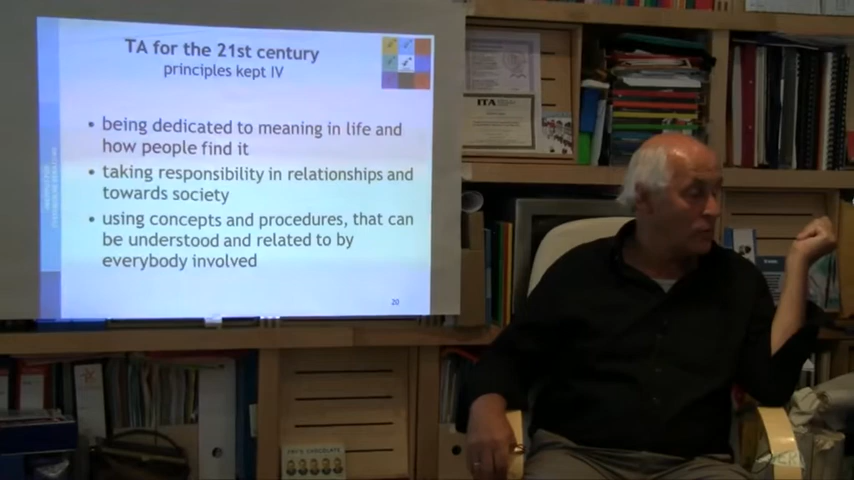 TA for the 21st century
principles kept IV
• being dedicated to meaning in life and
how people find it
• taking responsibility in relationships and
towards society
• using concepts and procedures, that can
be understood and related to by
everybody involved
20
ITA